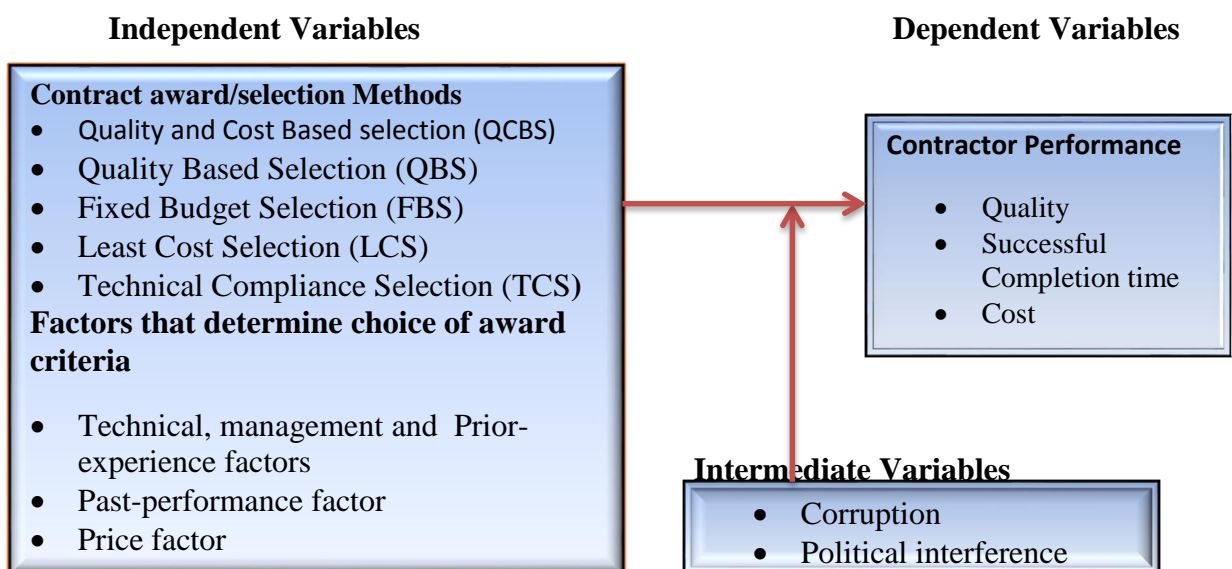 Independent Variables
Contract award/selection Methods
• Quality and Cost Based selection (QCBS)
• Quality Based Selection (QBS)
• Fixed Budget Selection (FBS)
• Least Cost Selection (LCS)
• Technical Compliance Selection (TCS)
Factors that determine choice of award
criteria
• Technical, management and Prior-
experience factors
• Past-performance factor
• Price factor
Dependent Variables
Contractor Performance
• Quality
• Successful
Completion time
• Cost
Intermediate Variables
• Corruption
• Political interference